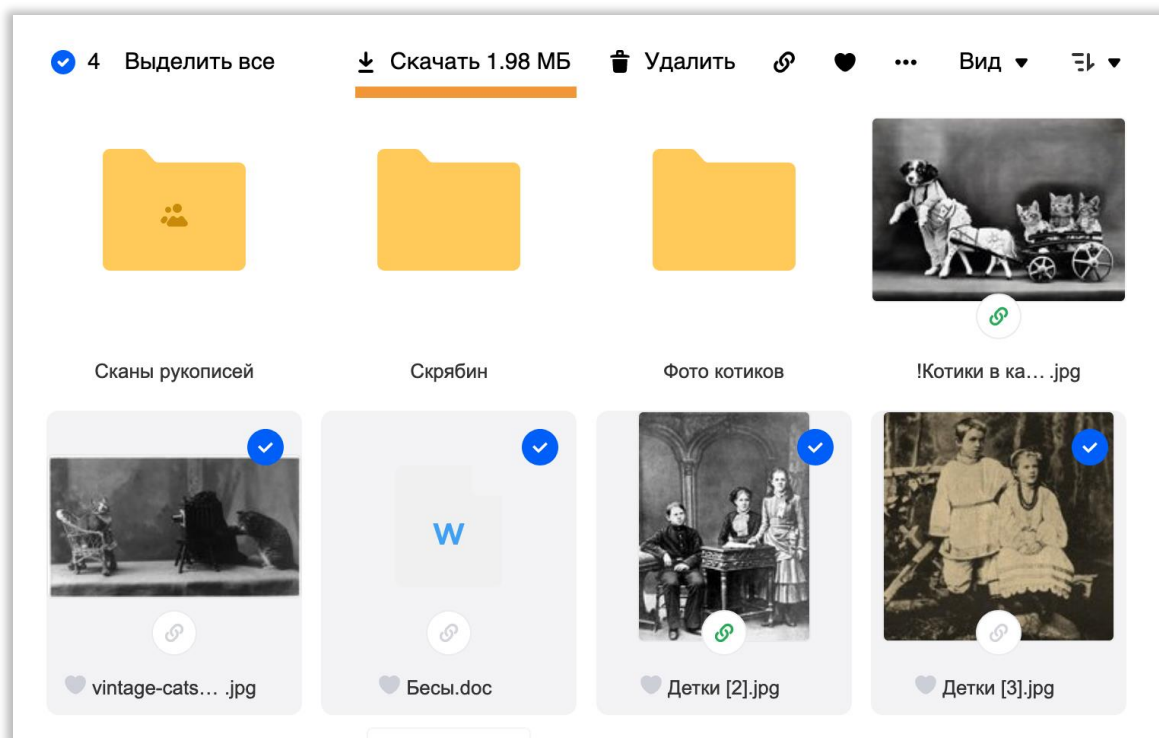 4 Выделить все Скачать 1.98 МБ Удалить Вид
Сканы рукописей Скрябин Фото котиков !Котики в ка... .jpg
W
vintage-cats... .jpg Бесы.doc Детки [2].jpg Детки [3].jpg